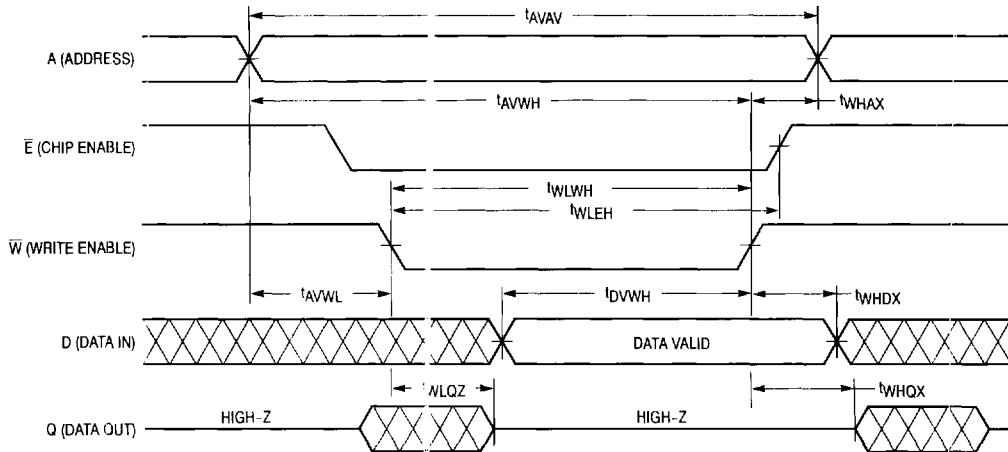 tAVAV
A (ADDRESS)
tAVWH
tWHAX
E (CHIP ENABLE)
tWLWH
tWLEH
W (WRITE ENABLE)
tAVWL
tDVWH
tWHDX
D (DATA IN)
DATA VALID
WLQZ
tWHQX
Q (DATA OUT)
HIGH–Z
HIGH–Z